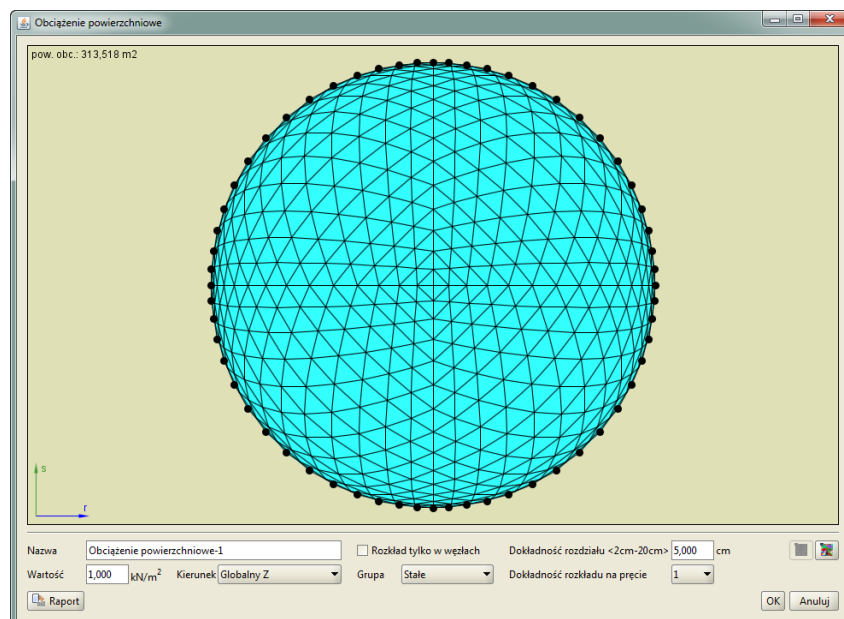 Obciążenie powierzchniowe
pow. obc.: 313,518 m2
s
r
Nazwa Obciążenie powierzchniowe-1 Rozkład tylko w węzłach Dokładność rozdziału <2cm-20cm> 5,000 cm
Wartość 1,000 kN/m² Kierunek Globalny Z Grupa Stałe Dokładność rozkładu na pręcie 1
Raport OK Anuluj